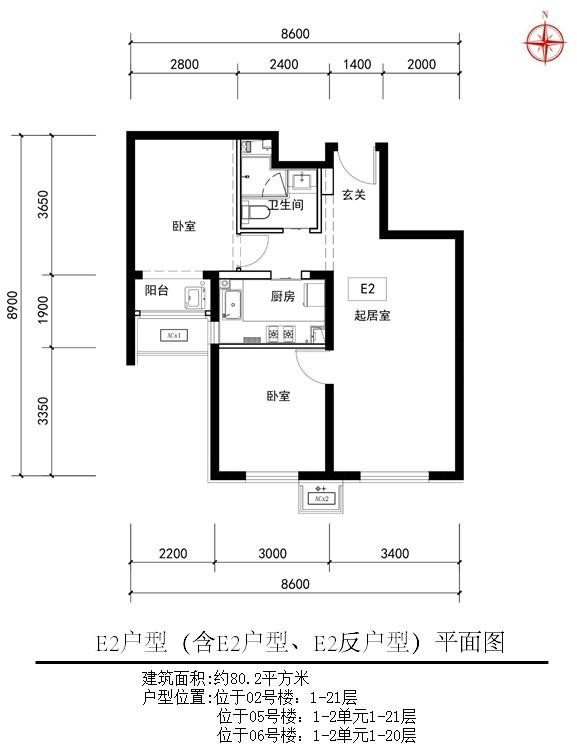 N
8600
2800
2400
1400
2000
8900
3650
1900
3350
玄关
卫生间
卧室
阳台
厨房
E2
起居室
ACx1
卧室
ACx2
2200
3000
3400
8600
E2户型（含E2户型、E2反户型）平面图
建筑面积:约80.2平方米
户型位置:位于02号楼: 1-21层
位于05号楼: 1-2单元1-21层
位于06号楼: 1-2单元1-20层